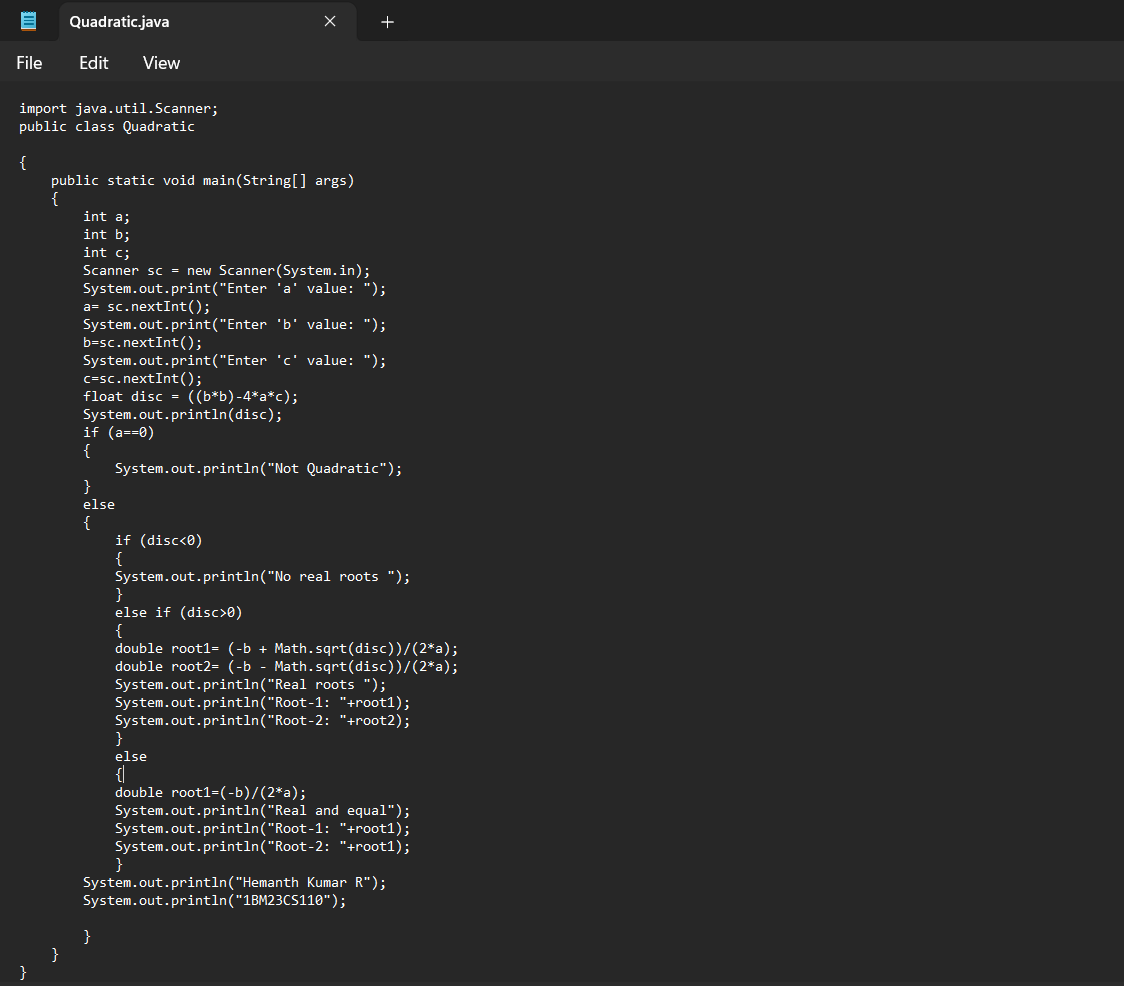 Quadratic.java
File Edit View
import java.util.Scanner;
public class Quadratic
{
    public static void main(String[] args)
    {
        int a;
        int b;
        int c;
        Scanner sc = new Scanner(System.in);
        System.out.print("Enter 'a' value: ");
        a= sc.nextInt();
        System.out.print("Enter 'b' value: ");
        b=sc.nextInt();
        System.out.print("Enter 'c' value: ");
        c=sc.nextInt();
        float disc = ((b*b)-4*a*c);
        System.out.println(disc);
        if (a==0)
        {
            System.out.println("Not Quadratic");
        }
        else
        {
            if (disc<0)
            {
            System.out.println("No real roots ");
            }
            else if (disc>0)
            {
            double root1= (-b + Math.sqrt(disc))/(2*a);
            double root2= (-b - Math.sqrt(disc))/(2*a);
            System.out.println("Real roots ");
            System.out.println("Root-1: "+root1);
            System.out.println("Root-2: "+root2);
            }
            else
            {
            double root1=(-b)/(2*a);
            System.out.println("Real and equal");
            System.out.println("Root-1: "+root1);
            System.out.println("Root-2: "+root1);
            }
        System.out.println("Hemanth Kumar R");
        System.out.println("1BM23CS110");
        }
    }
}